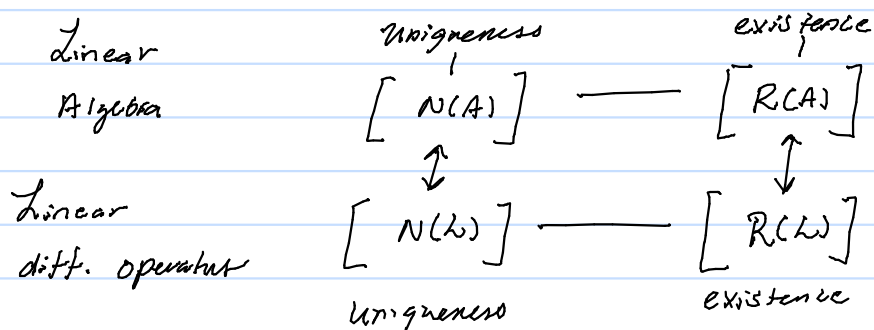 Linear uniqueness existence
Algebra [ N(A) ] — [ R(A) ]
↕ ↕
Linear [ N(L) ] — [ R(L) ]
diff. operator
uniqueness existence